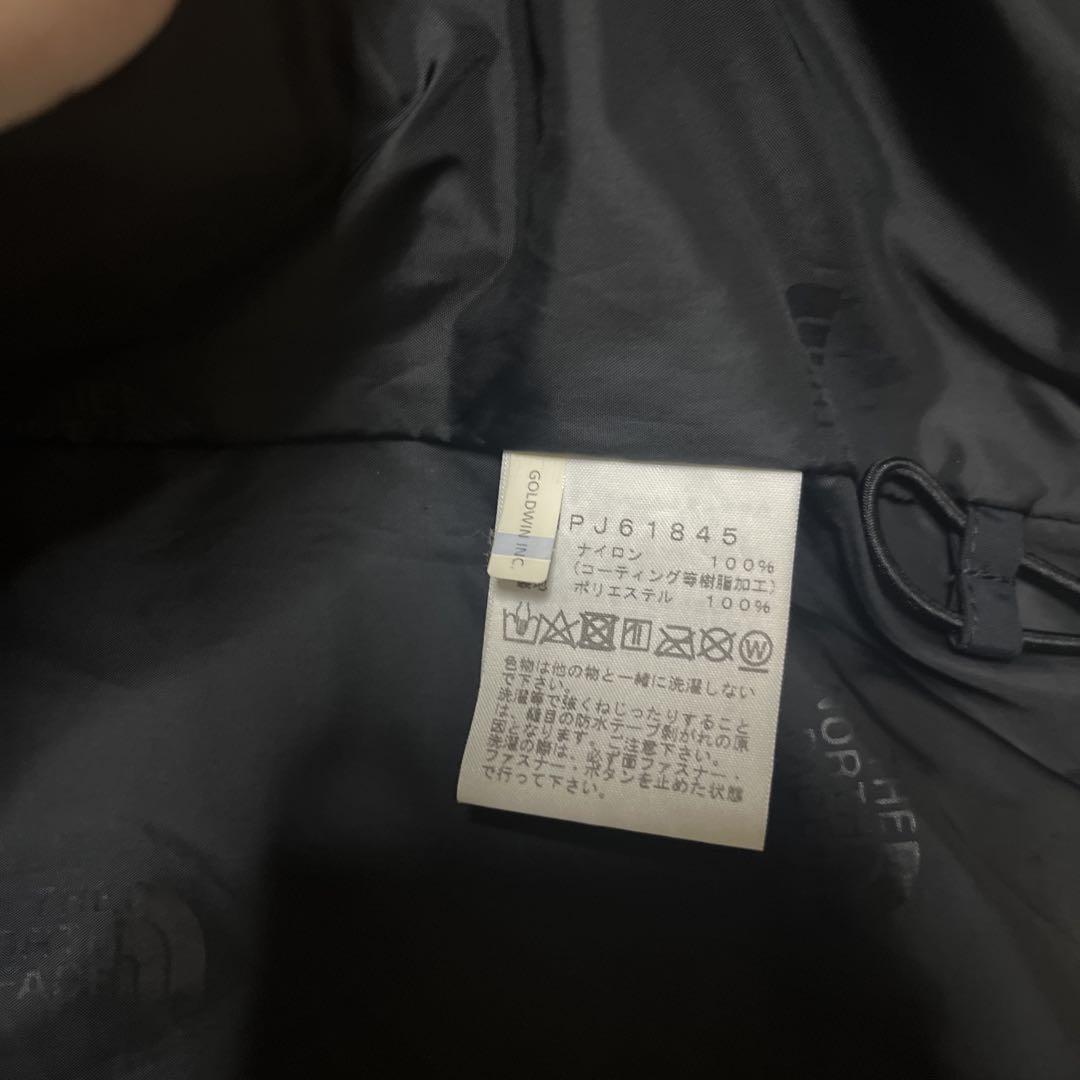 GOLDWIN INC.
PJ61845
ナイロン 100%
(コーティング等樹脂加工)
ポリエステル 100%
W
色物は他の物と一緒に洗濯しない
で下さい。
洗濯等で強くねじったりすること
は、縫目の防水テープ剥がれの原
因となります。ご注意下さい。
洗濯の際は、必ず面ファスナー、
ファスナー、ボタンを止めた状態
で行って下さい。